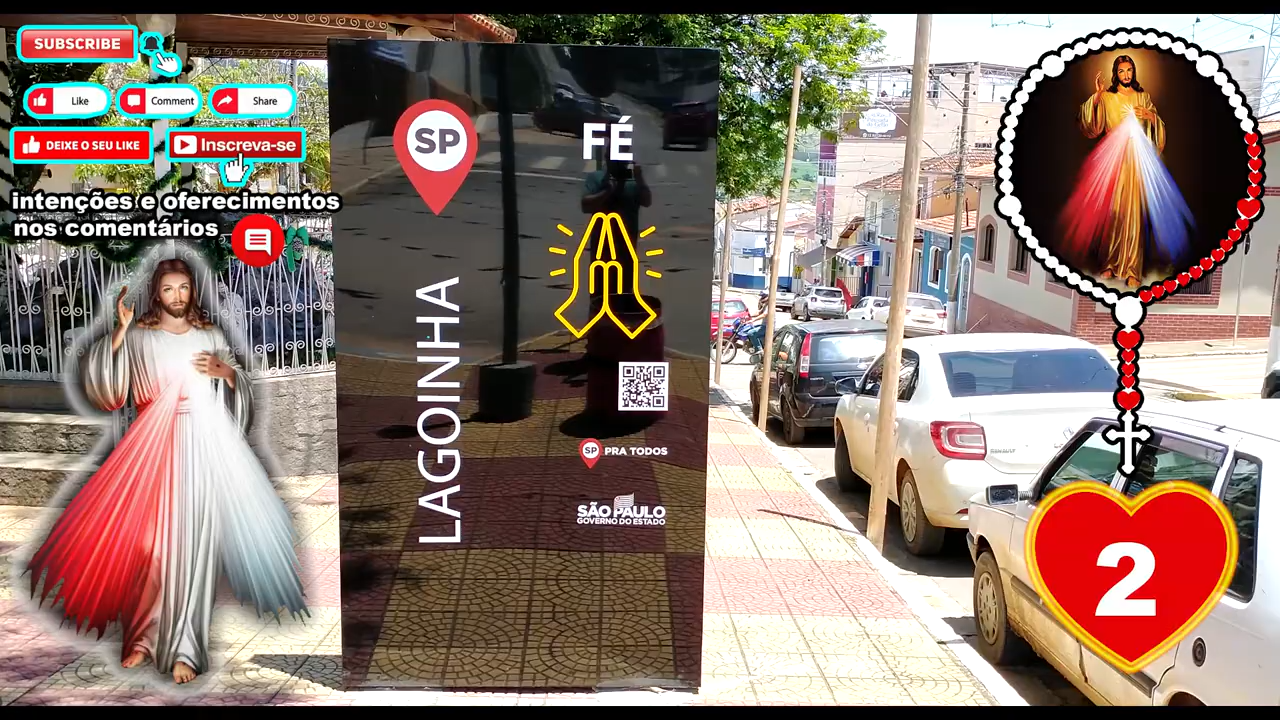 SUBSCRIBE
Like
Comment
Share
DEIXE O SEU LIKE
Inscreva-se
intenções e oferecimentos
nos comentários
SP
FÉ
LAGOINHA
SP PRA TODOS
SÃO PAULO
GOVERNO DO ESTADO
2